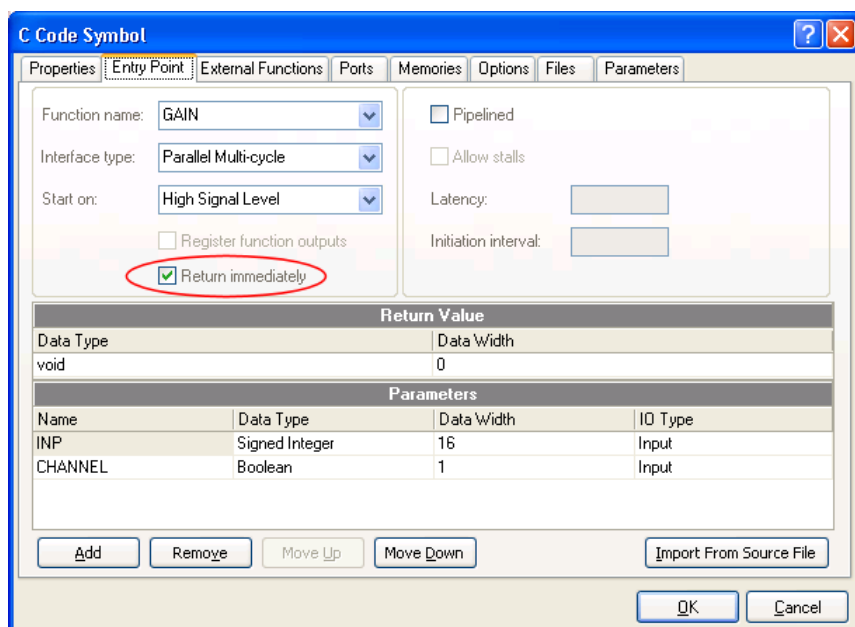 C Code Symbol
Properties Entry Point External Functions Ports Memories Options Files Parameters
Function name: GAIN
Interface type: Parallel Multi-cycle
Start on: High Signal Level
Register function outputs
Return immediately
Pipelined
Allow stalls
Latency:
Initiation interval:
Return Value
Data Type Data Width
void 0
Parameters
Name Data Type Data Width IO Type
INP Signed Integer 16 Input
CHANNEL Boolean 1 Input
Add Remove Move Up Move Down Import From Source File
OK Cancel